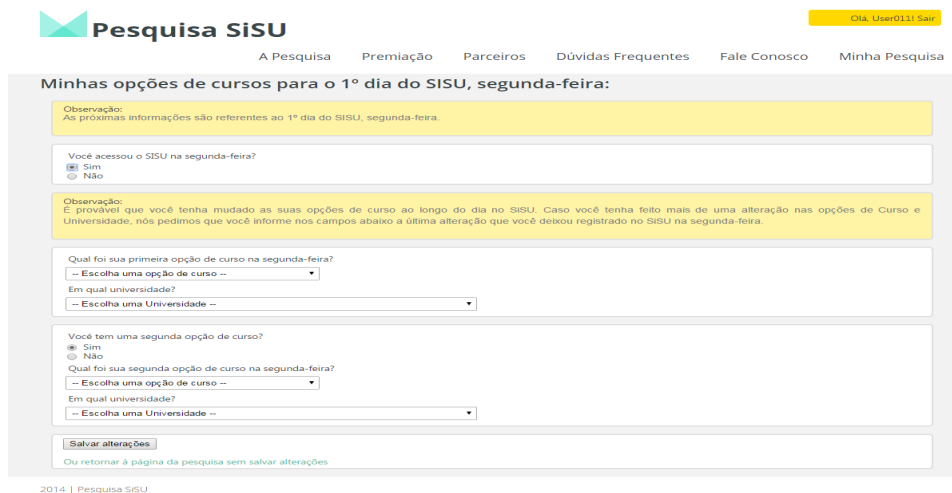 Olá, User011! Sair
Pesquisa SiSU
A Pesquisa Premiação Parceiros Dúvidas Frequentes Fale Conosco Minha Pesquisa
Minhas opções de cursos para o 1º dia do SISU, segunda-feira:
Observação:
As próximas informações são referentes ao 1º dia do SISU, segunda-feira.
Você acessou o SISU na segunda-feira?
Sim
Não
Observação:
É provável que você tenha mudado as suas opções de curso ao longo do dia no SiSU. Caso você tenha feito mais de uma alteração nas opções de Curso e
Universidade, nós pedimos que você informe nos campos abaixo a última alteração que você deixou registrado no SiSU na segunda-feira.
Qual foi sua primeira opção de curso na segunda-feira?
-- Escolha uma opção de curso --
Em qual universidade?
-- Escolha uma Universidade --
Você tem uma segunda opção de curso?
Sim
Não
Qual foi sua segunda opção de curso na segunda-feira?
-- Escolha uma opção de curso --
Em qual universidade?
-- Escolha uma Universidade --
Salvar alterações
Ou retornar à página da pesquisa sem salvar alterações
2014 | Pesquisa SiSU